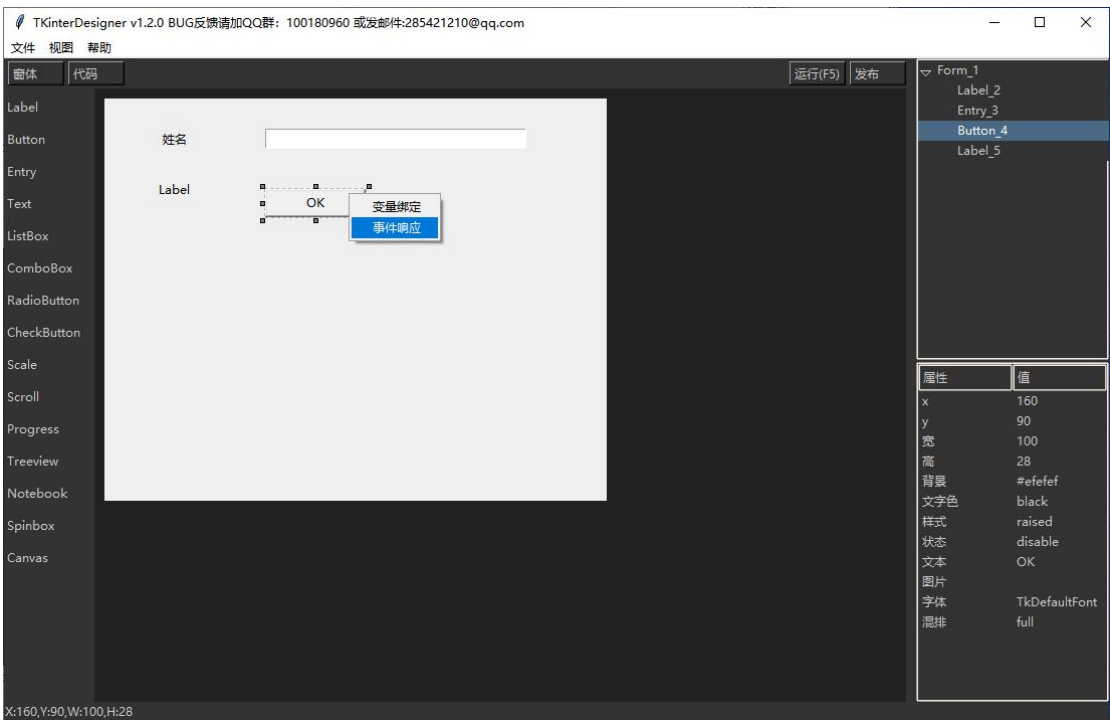 TKinterDesigner v1.2.0 BUG反馈请加QQ群：100180960 或发邮件:285421210@qq.com
文件 视图 帮助
窗体 代码 运行(F5) 发布
Label
Button
Entry
Text
ListBox
ComboBox
RadioButton
CheckButton
Scale
Scroll
Progress
Treeview
Notebook
Spinbox
Canvas
姓名
Label
OK
变量绑定
事件响应
Form_1
Label_2
Entry_3
Button_4
Label_5
属性 值
x 160
y 90
宽 100
高 28
背景 #efefef
文字色 black
样式 raised
状态 disable
文本 OK
图片
字体 TkDefaultFont
混排 full
X:160,Y:90,W:100,H:28